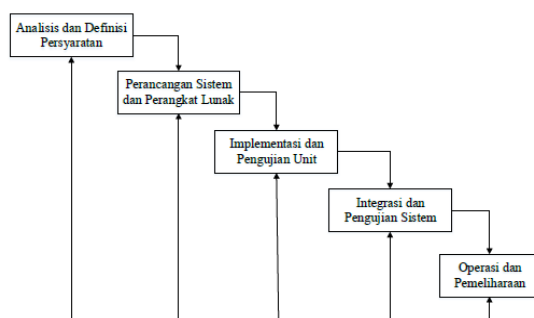 Analisis dan Definisi
Persyaratan
Perancangan Sistem
dan Perangkat Lunak
Implementasi dan
Pengujian Unit
Integrasi dan
Pengujian Sistem
Operasi dan
Pemeliharaan